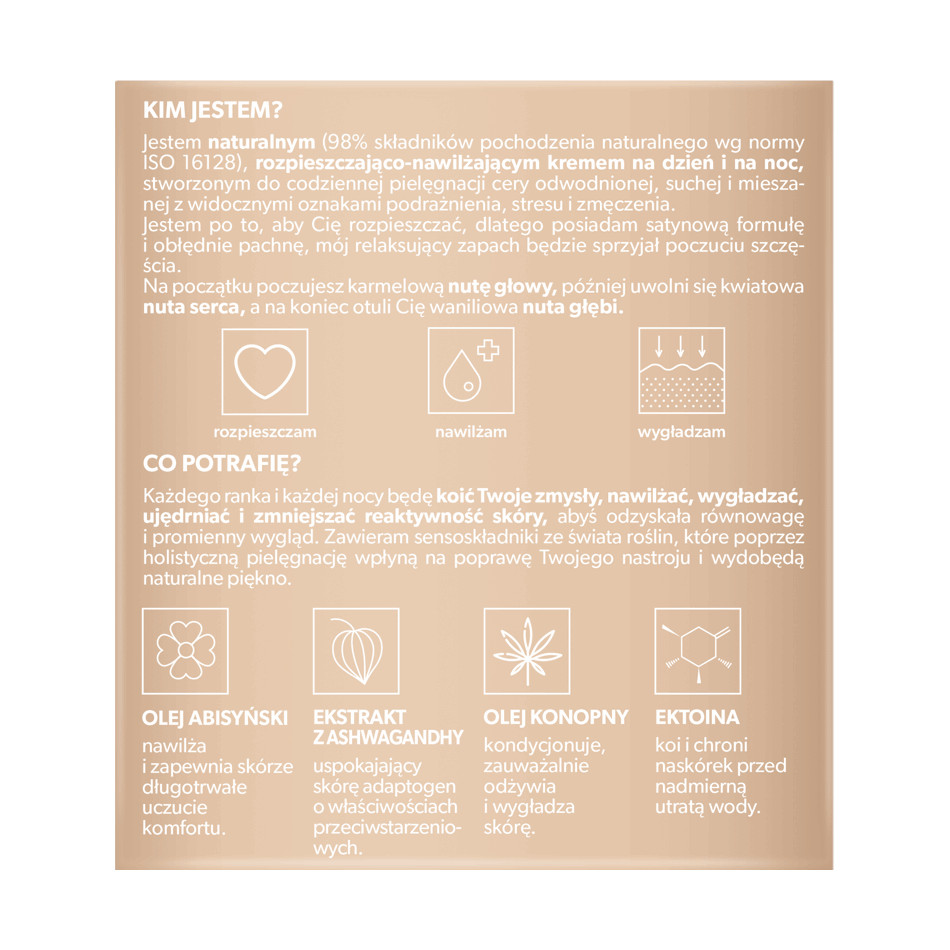 KIM JESTEM?
Jestem naturalnym (98% składników pochodzenia naturalnego wg normy
ISO 16128), rozpieszczająco-nawilżającym kremem na dzień i na noc,
stworzonym do codziennej pielęgnacji cery odwodnionej, suchej i miesza-
nej z widocznymi oznakami podrażnienia, stresu i zmęczenia.
Jestem po to, aby Cię rozpieszczać, dlatego posiadam satynową formułę
i obłędnie pachnę, mój relaksujący zapach będzie sprzyjał poczuciu szczę-
ścia.
Na początku poczujesz karmelową nutę głowy, później uwolni się kwiatowa
nuta serca, a na koniec otuli Cię waniliowa nuta głębi.
rozpieszczam nawilżam wygładzam
CO POTRAFIĘ?
Każdego ranka i każdej nocy będę koić Twoje zmysły, nawilżać, wygładzać,
ujędrniać i zmniejszać reaktywność skóry, abyś odzyskała równowagę
i promienny wygląd. Zawieram sensoskładniki ze świata roślin, które poprzez
holistyczną pielęgnację wpłyną na poprawę Twojego nastroju i wydobędą
naturalne piękno.
OLEJ ABISYŃSKI
nawilża
i zapewnia skórze
długotrwałe
uczucie
komfortu.
EKSTRAKT
Z ASHWAGANDHY
uspokajający
skórę adaptogen
o właściwościach
przeciwstarzenio-
wych.
OLEJ KONOPNY
kondycjonuje,
zauważalnie
odżywia
i wygładza
skórę.
EKTOINA
koi i chroni
naskórek przed
nadmierną
utratą wody.